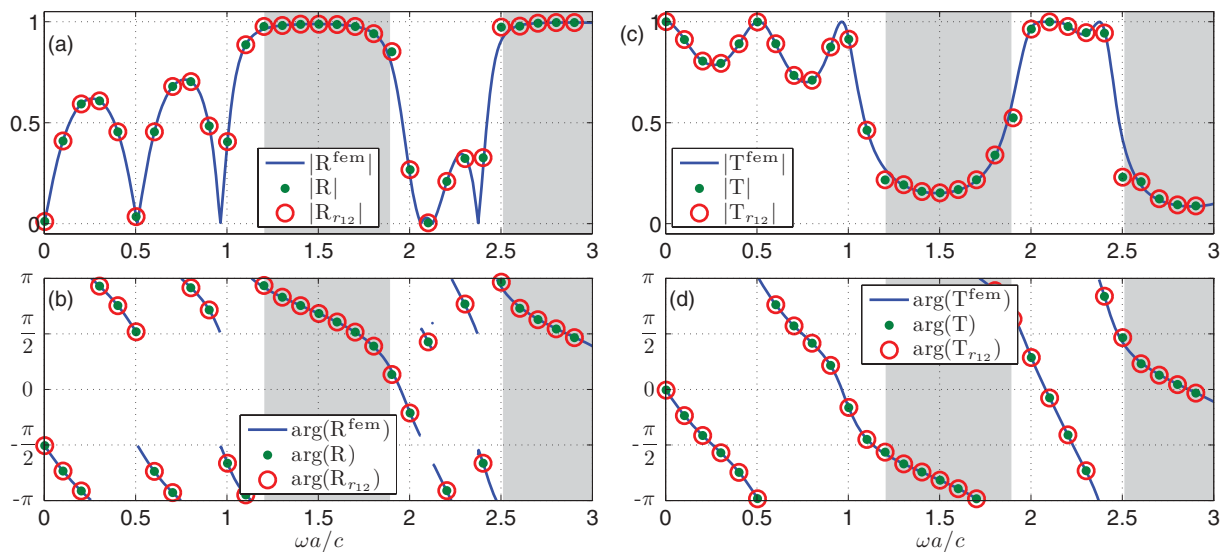 1
0.5
0
(a)
|R^fem|
|R|
|R_r12|
0
0.5
1
1.5
2
2.5
3
π
π/2
0
-π/2
-π
(b)
arg(R^fem)
arg(R)
arg(R_r12)
0
0.5
1
1.5
2
2.5
3
ωa/c
1
0.5
0
(c)
|T^fem|
|T|
|T_r12|
0
0.5
1
1.5
2
2.5
3
π
π/2
0
-π/2
-π
(d)
arg(T^fem)
arg(T)
arg(T_r12)
0
0.5
1
1.5
2
2.5
3
ωa/c